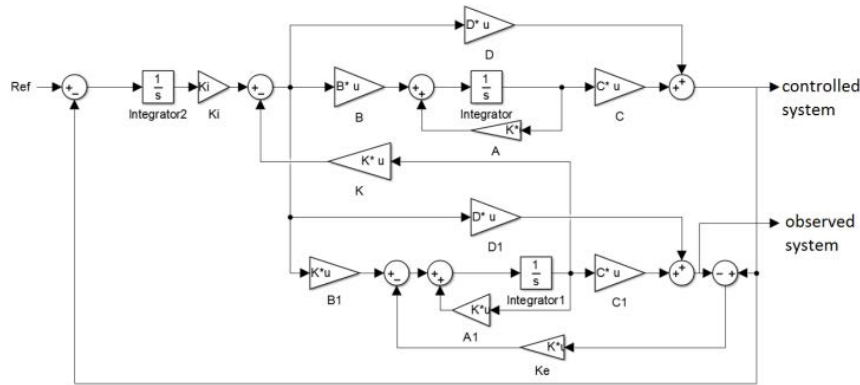 D* u
D
Ref
1
s
Integrator2
Ki
Ki
B* u
B
1
s
Integrator
C* u
C
controlled
system
K*
A
K* u
K
D* u
D1
observed
system
K*u
B1
1
s
Integrator1
C* u
C1
K*u
A1
K*u
Ke